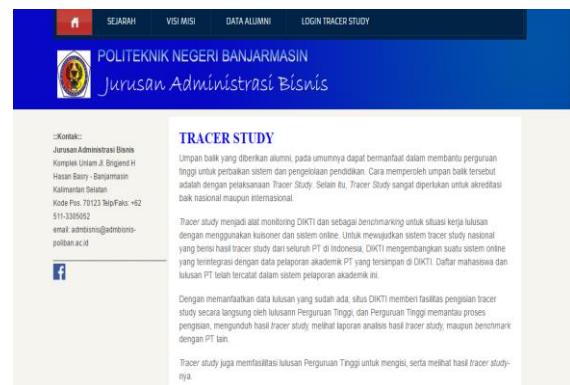 SEJARAH VISI MISI DATA ALUMNI LOGIN TRACER STUDY
POLITEKNIK NEGERI BANJARMASIN
Jurusan Administrasi Bisnis
::Kontak::
Jurusan Administrasi Bisnis
Komplek Unlam Jl. Brigjend H
Hasan Basry - Banjarmasin
Kalimantan Selatan
Kode Pos. 70123 Telp/Faks: +62
511-3305052
email: admbisnis@admbisnis-
poliban.ac.id
TRACER STUDY
Umpan balik yang diberikan alumni, pada umumnya dapat bermanfaat dalam membantu perguruan
tinggi untuk perbaikan sistem dan pengelolaan pendidikan. Cara memperoleh umpan balik tersebut
adalah dengan pelaksanaan Tracer Study. Selain itu, Tracer Study sangat diperlukan untuk akreditasi
baik nasional maupun internasional.
Tracer study menjadi alat monitoring DIKTI dan sebagai benchmarking untuk situasi kerja lulusan
dengan menggunakan kuisoner dan sistem online. Untuk mewujudkan sistem tracer study nasional
yang berisi hasil tracer study dari seluruh PT di Indonesia, DIKTI mengembangkan suatu sistem online
yang terintegrasi dengan data pelaporan akademik PT yang tersimpan di DIKTI. Daftar mahasiswa dan
lulusan PT telah tercatat dalam sistem pelaporan akademik ini.
Dengan memanfaatkan data lulusan yang sudah ada, situs DIKTI memberi fasilitas pengisian tracer
study secara langsung oleh lulusann Perguruan Tinggi, dan Perguruan Tinggi memantau proses
pengisian, mengunduh hasil tracer study, melihat laporan analisis hasil tracer study, maupun benchmark
dengan PT lain.
Tracer study juga memfasilitasi lulusan Perguruan Tinggi untuk mengisi, serta melihat hasil tracer study-
nya.